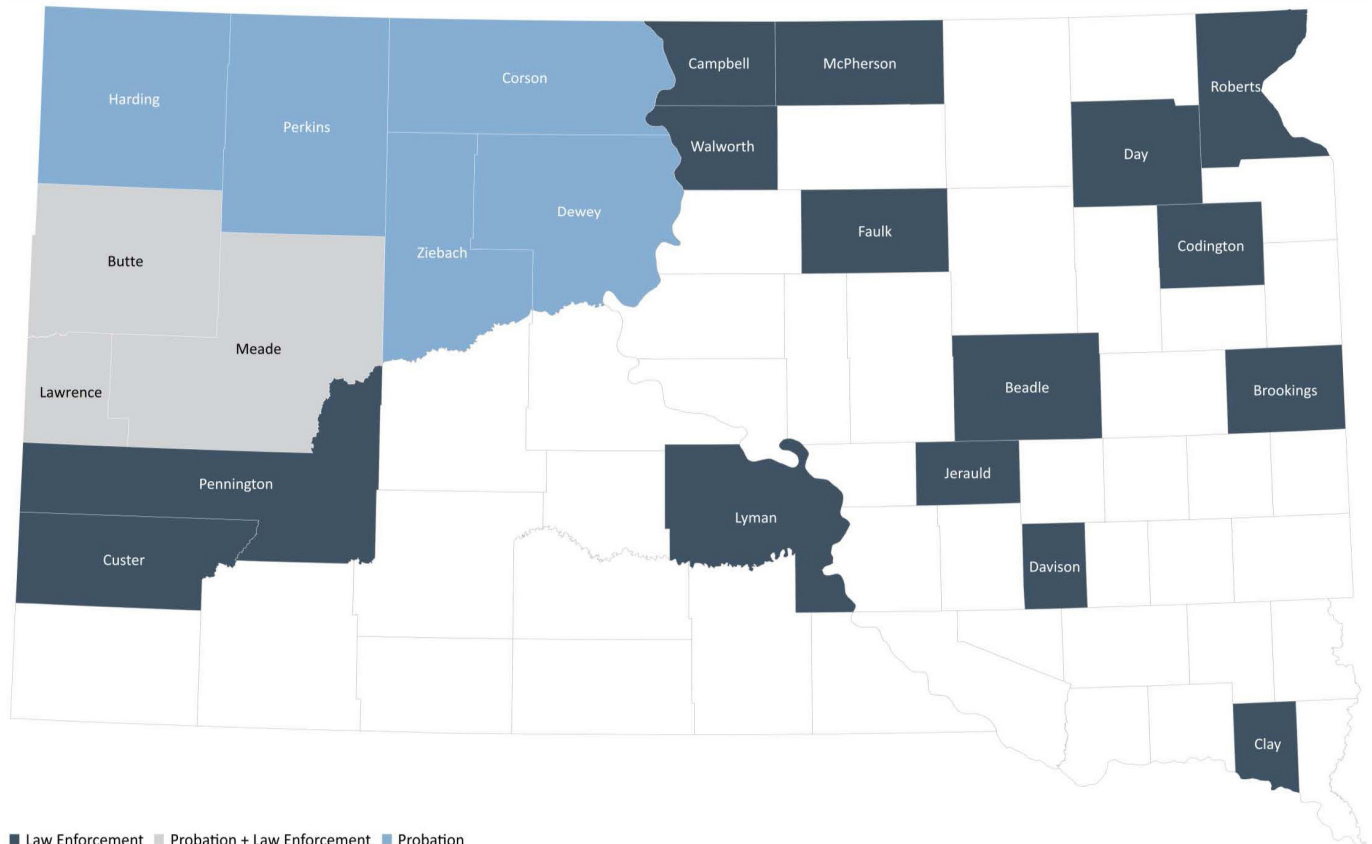 Campbell
McPherson
Corson
Roberts
Harding
Perkins
Walworth
Day
Dewey
Faulk
Codington
Ziebach
Butte
Meade
Lawrence
Beadle
Brookings
Jerauld
Pennington
Lyman
Custer
Davison
Clay
Law Enforcement Probation + Law Enforcement Probation